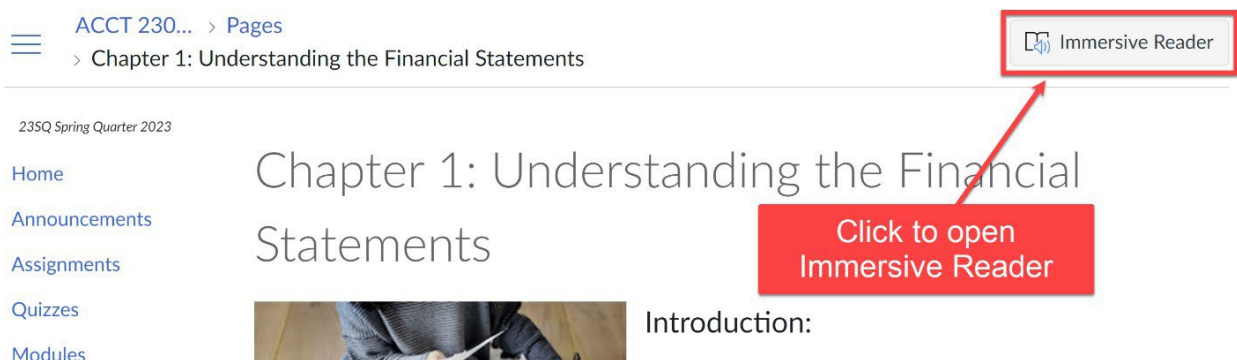 ACCT 230... > Pages
> Chapter 1: Understanding the Financial Statements
Immersive Reader
23SQ Spring Quarter 2023
Home
Announcements
Assignments
Quizzes
Modules
Chapter 1: Understanding the Financial
Statements
Click to open
Immersive Reader
Introduction: